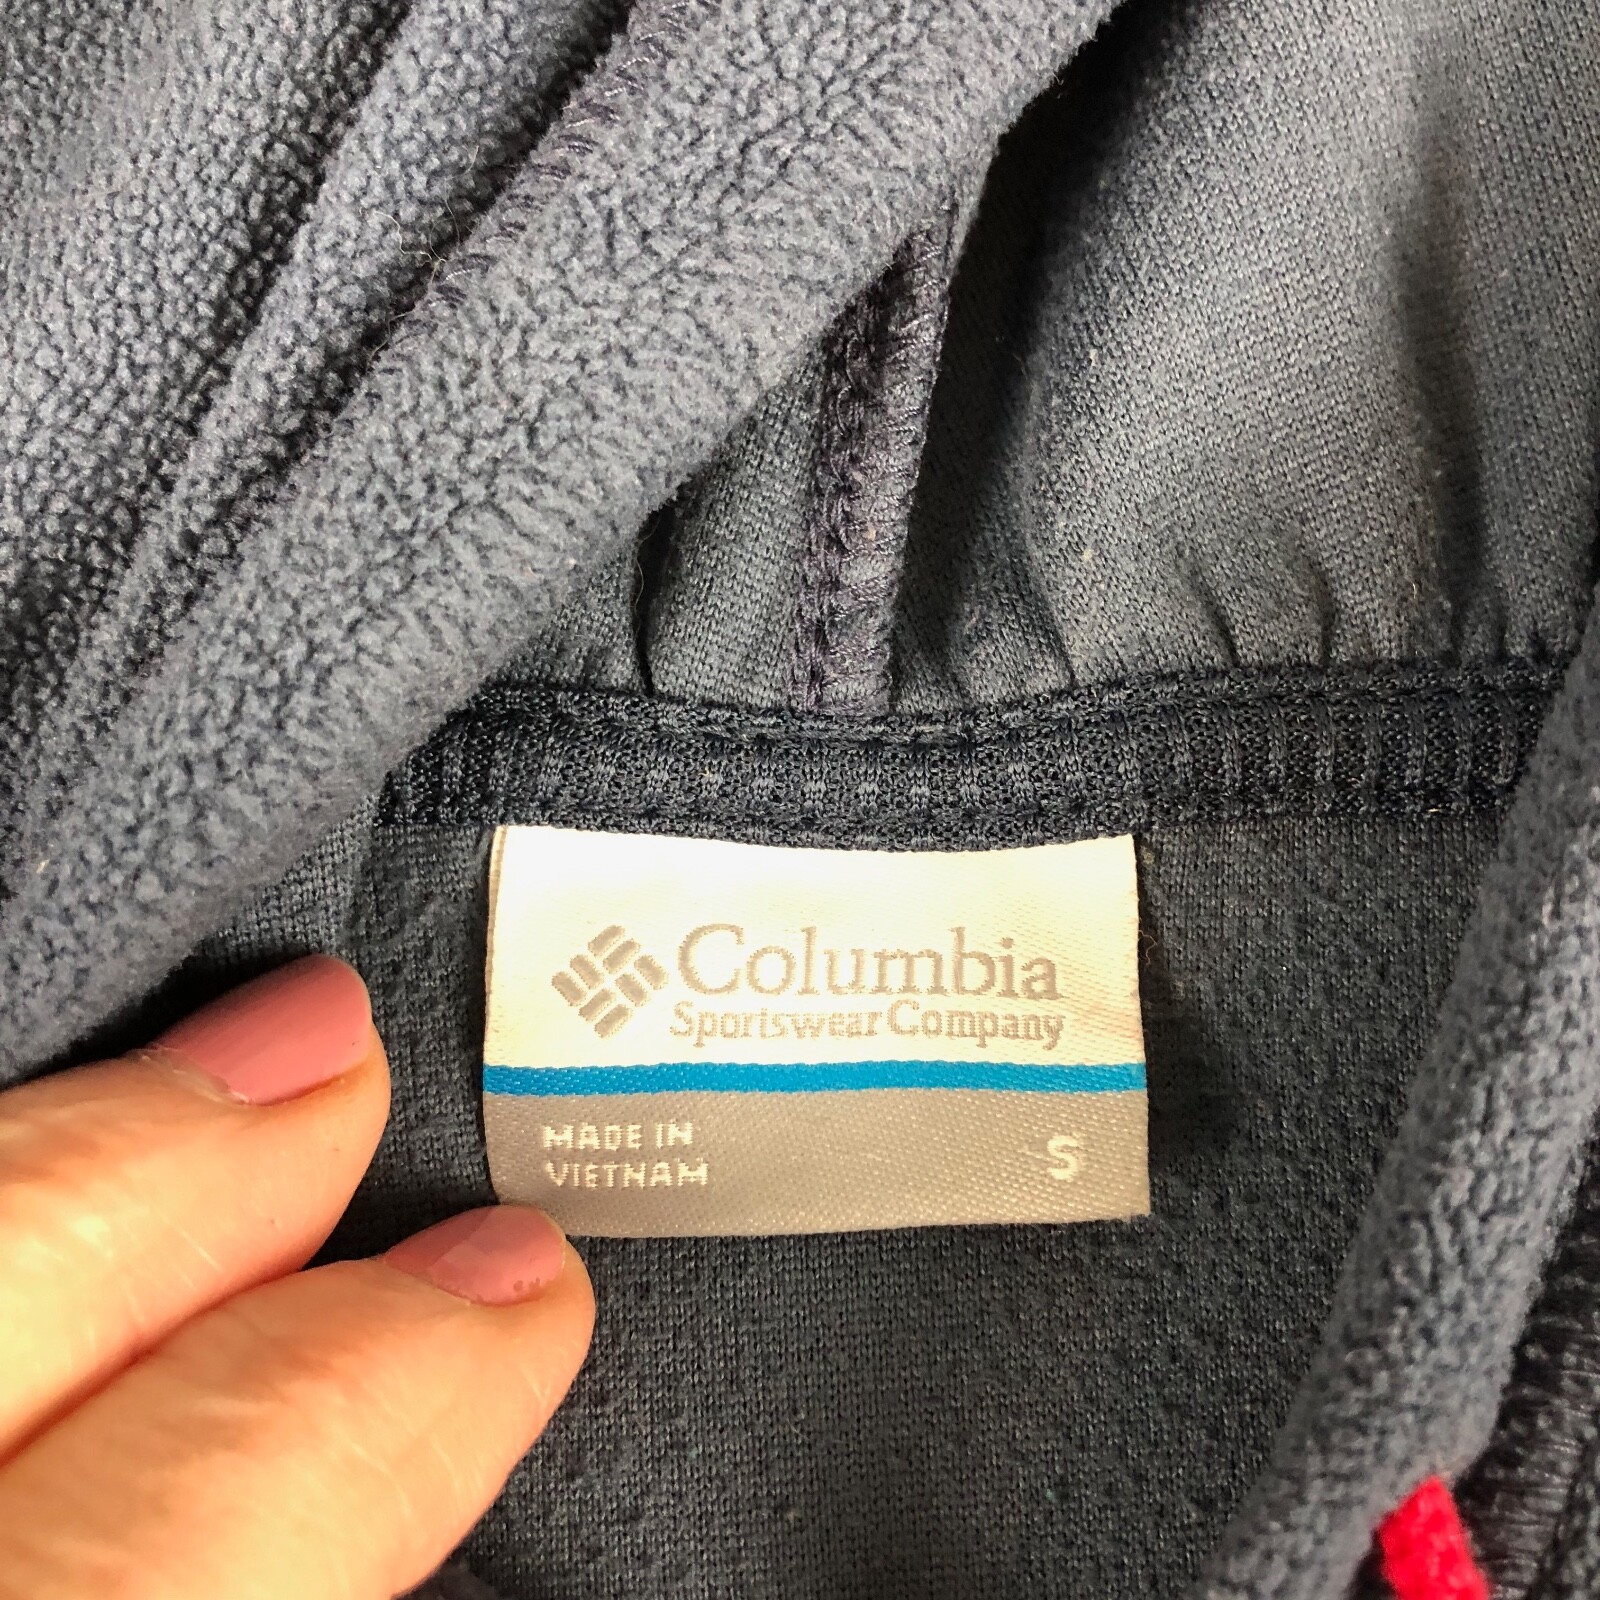 Columbia
Sportswear Company
MADE IN
VIETNAM
S